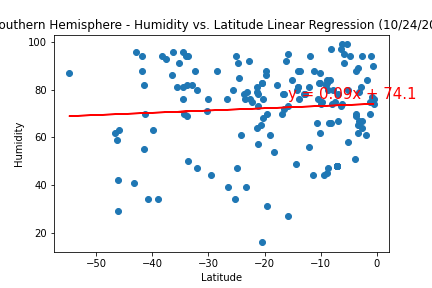 outhern Hemisphere - Humidity vs. Latitude Linear Regression (10/24/20
100
80
60
40
20
Humidity
y = 0.09x + 74.1
−50 −40 −30 −20 −10 0
Latitude